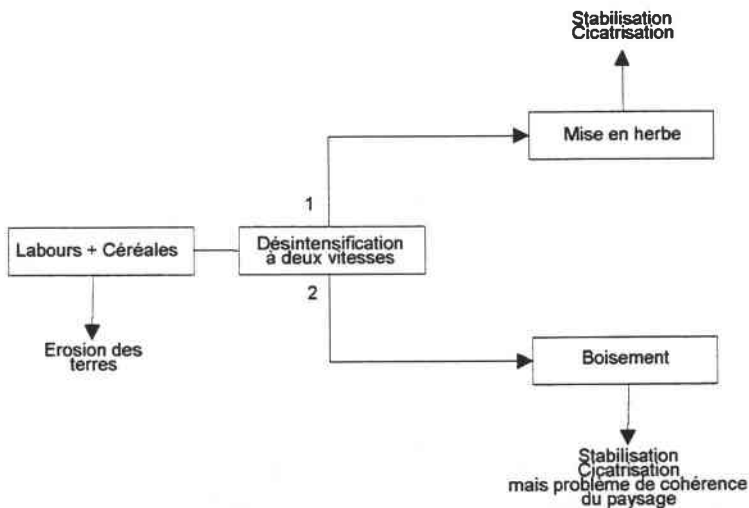 Stabilisation
Cicatrisation
Mise en herbe
1
Labours + Céréales
Désintensification
à deux vitesses
2
Erosion des
terres
Boisement
Stabilisation
Cicatrisation
mais problème de cohérence
du paysage